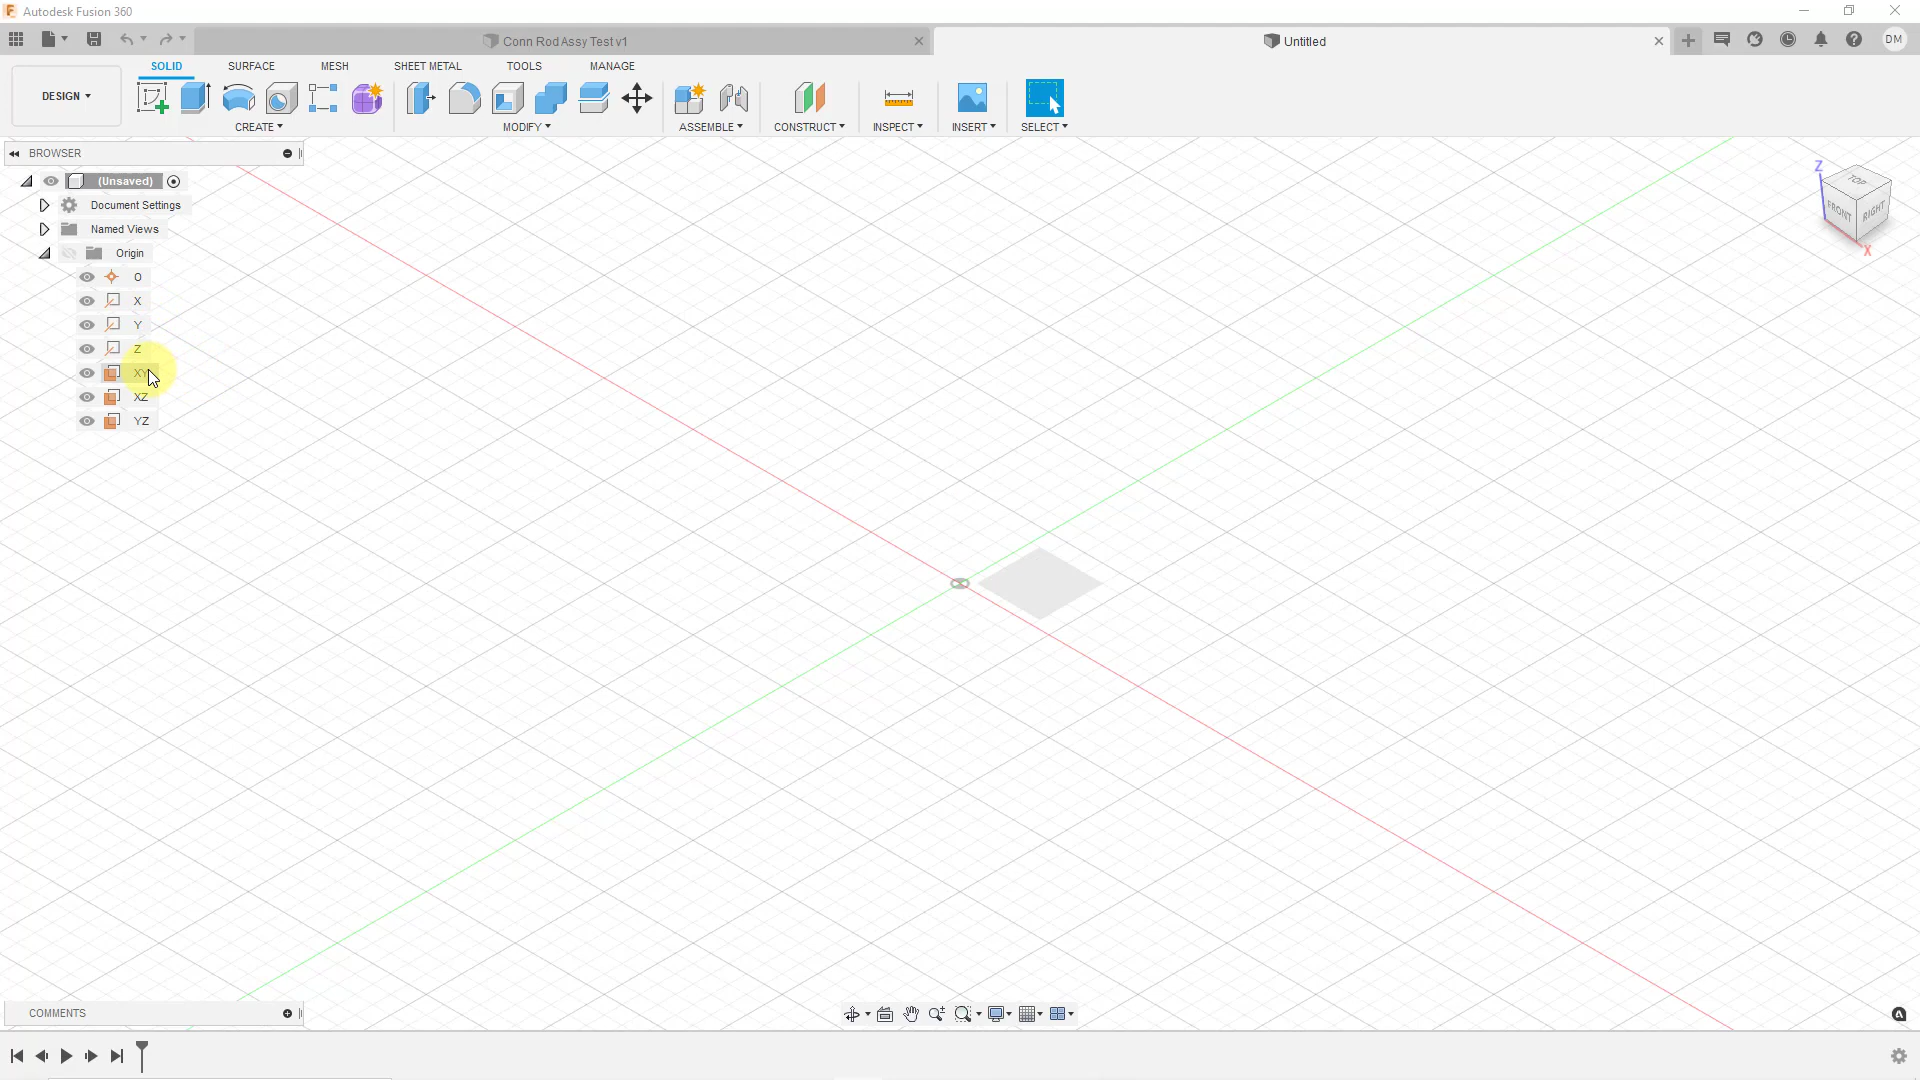 Autodesk Fusion 360
Conn Rod Assy Test v1
Untitled
DM
DESIGN
SOLID
SURFACE
MESH
SHEET METAL
TOOLS
MANAGE
CREATE
MODIFY
ASSEMBLE
CONSTRUCT
INSPECT
INSERT
SELECT
BROWSER
(Unsaved)
Document Settings
Named Views
Origin
O
X
Y
Z
XY
XZ
YZ
Z
TOP
FRONT
RIGHT
X
COMMENTS